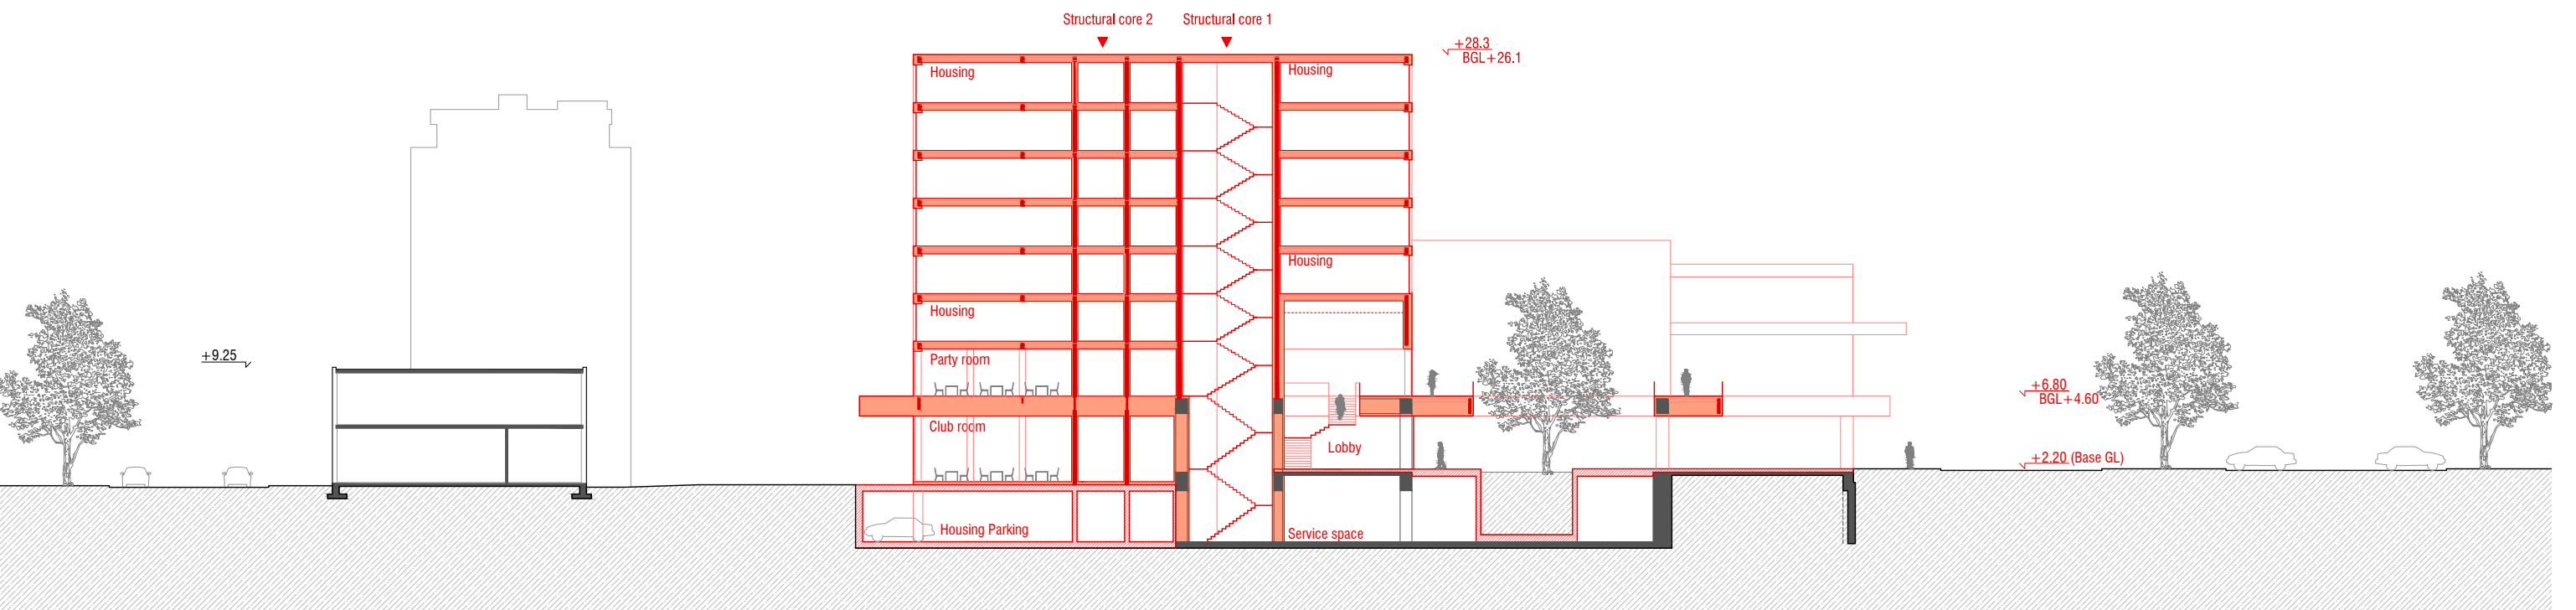 Structural core 2
Structural core 1
+28.3
BGL+26.1
Housing
Housing
Housing
Housing
+9.25
Party room
+6.80
BGL+4.60
Club room
Lobby
+2.20 (Base GL)
Housing Parking
Service space